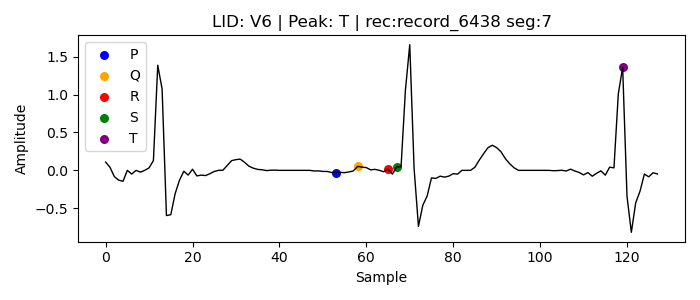 LID: V6 | Peak: T | rec:record_6438 seg:7
P
Q
R
S
T
Amplitude
1.5
1.0
0.5
0.0
−0.5
0
20
40
60
80
100
120
Sample